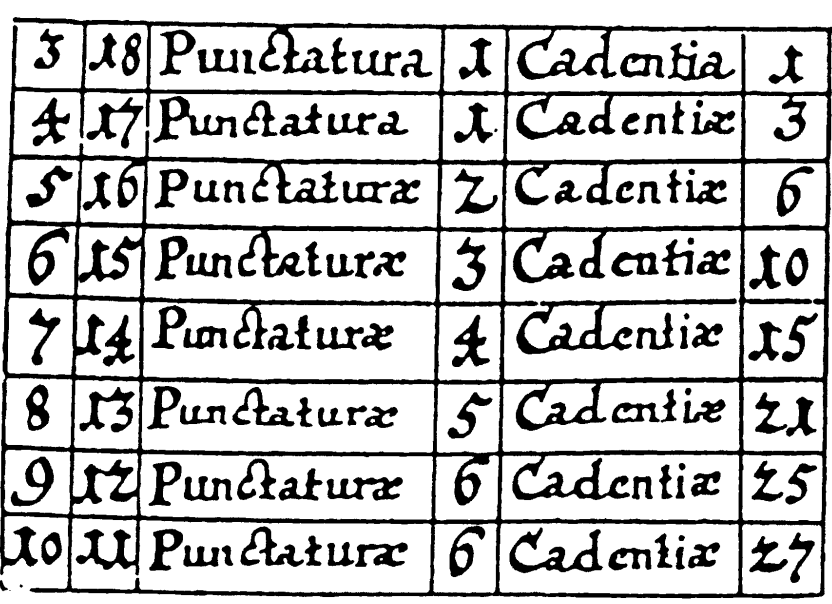 3 18 Punctatura 1 Cadentia 1
4 17 Punctatura 1 Cadentiæ 3
5 16 Punctaturæ 2 Cadentiæ 6
6 15 Punctaturæ 3 Cadentiæ 10
7 14 Punctaturæ 4 Cadentiæ 15
8 13 Punctaturæ 5 Cadentiæ 21
9 12 Punctaturæ 6 Cadentiæ 25
10 11 Punctaturæ 6 Cadentiæ 27